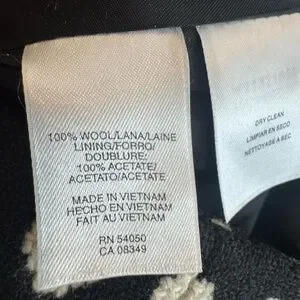 100% WOOL/LANA/LAINE
LINING/FORRO/
DOUBLURE:
100% ACETATE/
ACETATO/ACETATE
MADE IN VIETNAM
HECHO EN VIETNAM
FAIT AU VIETNAM
RN 54050
CA 08349
DRY CLEAN
LIMPIAR EN SECO
NETTOYAGE A SEC